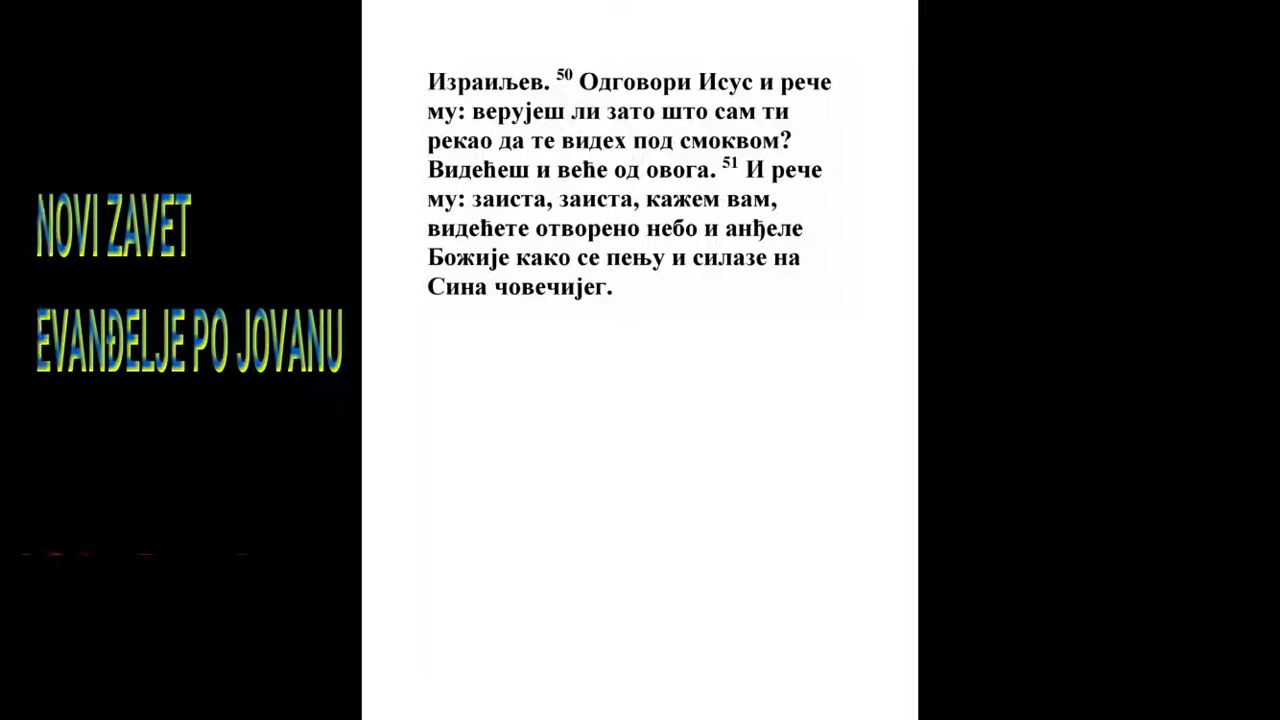 NOVI ZAVET
EVANĐELJE PO JOVANU
Израиљев. 50 Одговори Исус и рече
му: верујеш ли зато што сам ти
рекао да те видех под смоквом?
Видећеш и веће од овога. 51 И рече
му: заиста, заиста, кажем вам,
видећете отворено небо и анђеле
Божије како се пењу и силазе на
Сина човечијег.